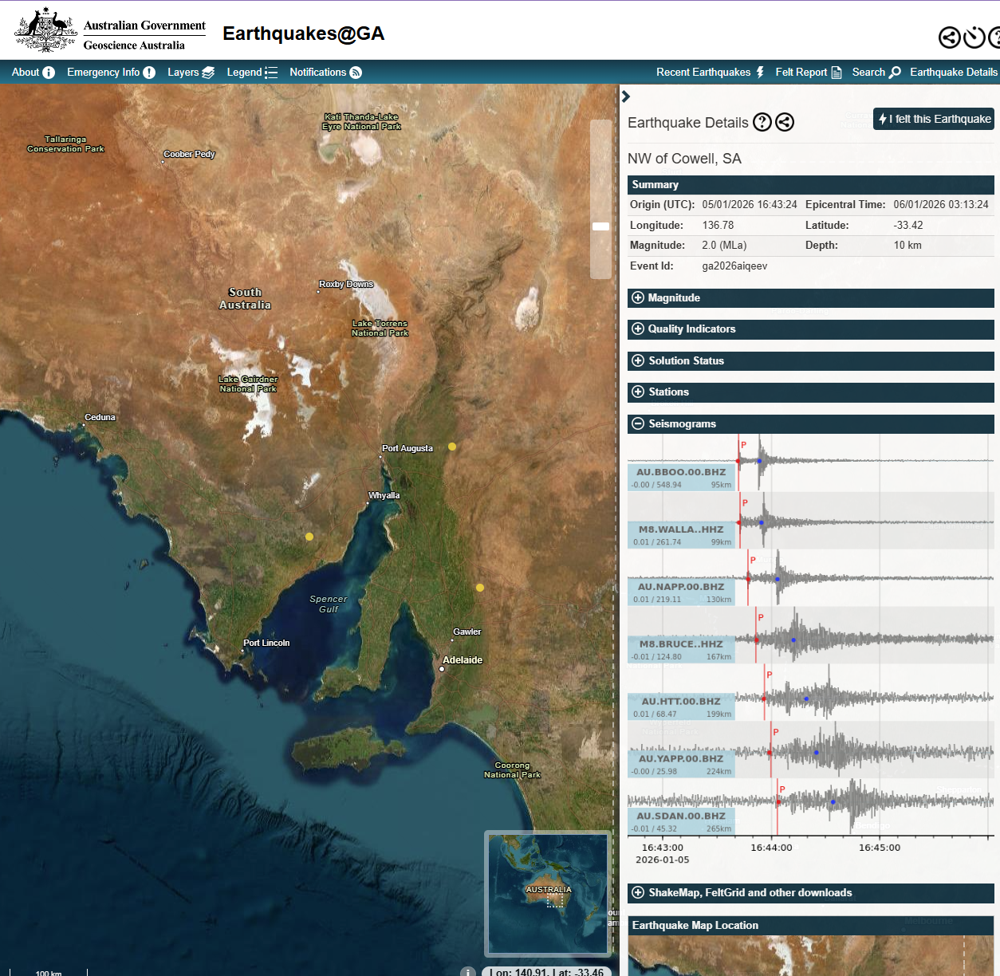 Australian Government
Geoscience Australia
Earthquakes@GA
About
Emergency Info
Layers
Legend
Notifications
Recent Earthquakes
Felt Report
Search
Earthquake Details
Kati Thanda-Lake
Eyre National Park
Tallaringa
Conservation Park
Coober Pedy
Roxby Downs
South
Australia
Lake Torrens
National Park
Lake Gairdner
National Park
Ceduna
Port Augusta
Whyalla
Spencer
Gulf
Port Lincoln
Gawler
Adelaide
Coorong
National Park
AUSTRALIA
100 km
Lon: 140.91, Lat: -33.46
Earthquake Details
I felt this Earthquake
NW of Cowell, SA
Summary
Origin (UTC): 05/01/2026 16:43:24 Epicentral Time: 06/01/2026 03:13:24
Longitude: 136.78 Latitude: -33.42
Magnitude: 2.0 (MLa) Depth: 10 km
Event Id: ga2026aiqeev
Magnitude
Quality Indicators
Solution Status
Stations
Seismograms
P
AU.BBOO.00.BHZ
-0.00 / 548.94 95km
P
M8.WALLA..HHZ
0.01 / 261.74 99km
P
AU.NAPP.00.BHZ
0.01 / 219.11 130km
P
M8.BRUCE..HHZ
-0.01 / 124.80 167km
P
AU.HTT.00.BHZ
0.01 / 68.47 199km
P
AU.YAPP.00.BHZ
-0.00 / 25.98 224km
P
AU.SDAN.00.BHZ
-0.01 / 45.32 265km
16:43:00 16:44:00 16:45:00
2026-01-05
ShakeMap, FeltGrid and other downloads
Earthquake Map Location
Melbourne